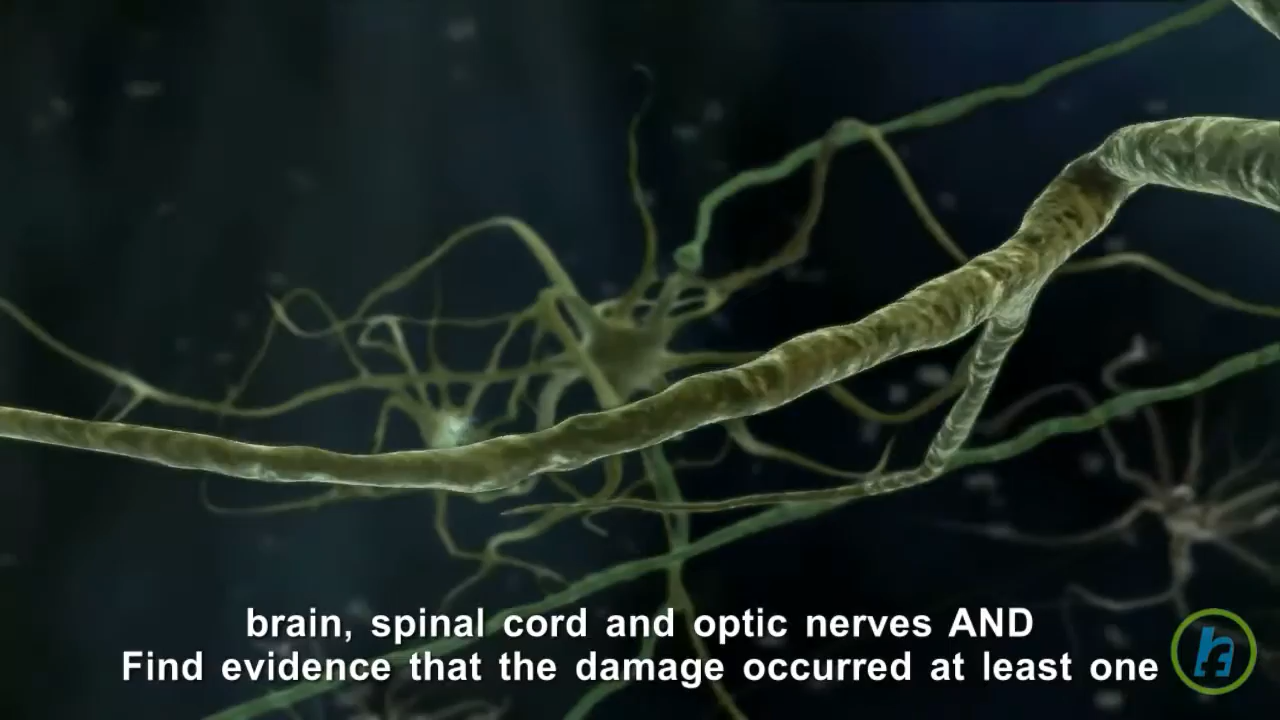 brain, spinal cord and optic nerves AND
Find evidence that the damage occurred at least one